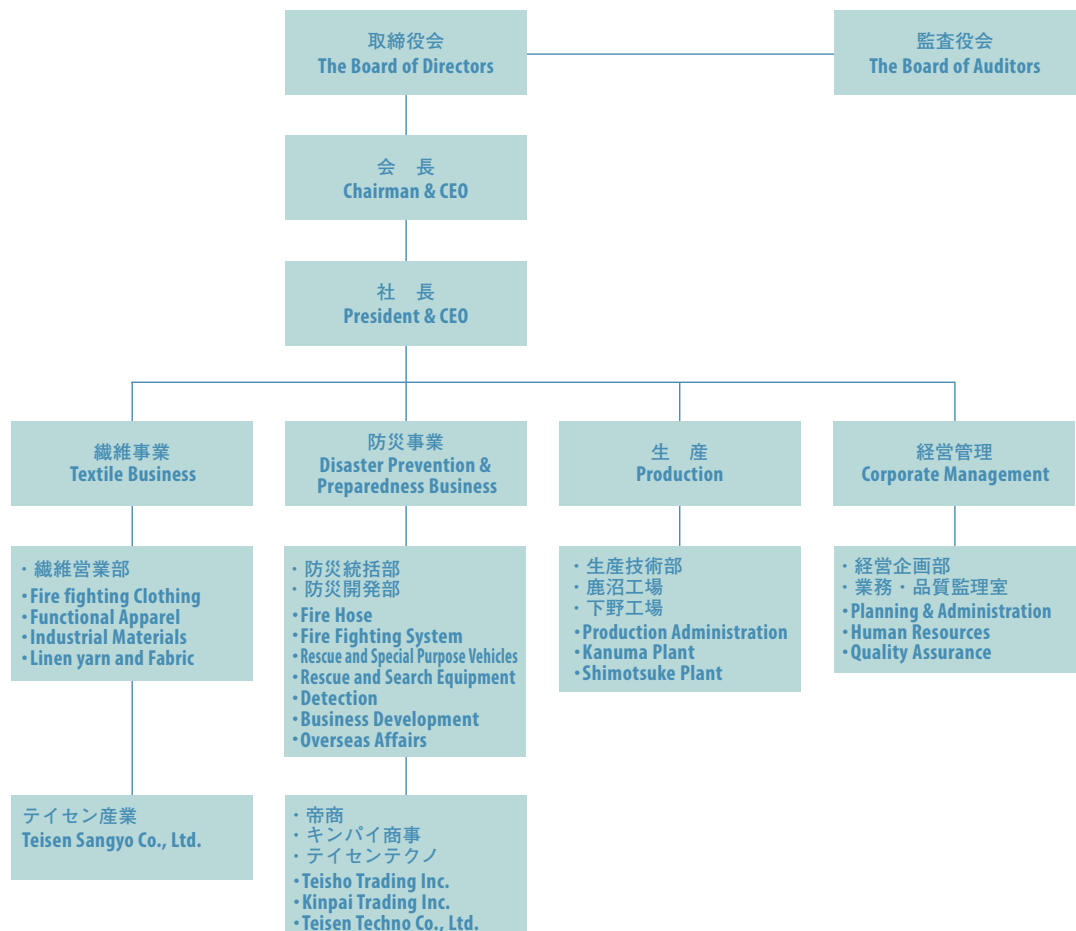 取締役会
The Board of Directors
監査役会
The Board of Auditors
会　長
Chairman & CEO
社　長
President & CEO
繊維事業
Textile Business
防災事業
Disaster Prevention &
Preparedness Business
生　産
Production
経営管理
Corporate Management
・繊維営業部
・Fire fighting Clothing
・Functional Apparel
・Industrial Materials
・Linen yarn and Fabric
・防災統括部
・防災開発部
・Fire Hose
・Fire Fighting System
・Rescue and Special Purpose Vehicles
・Rescue and Search Equipment
・Detection
・Business Development
・Overseas Affairs
・生産技術部
・鹿沼工場
・下野工場
・Production Administration
・Kanuma Plant
・Shimotsuke Plant
・経営企画部
・業務・品質監理室
・Planning & Administration
・Human Resources
・Quality Assurance
テイセン産業
Teisen Sangyo Co., Ltd.
・帝商
・キンパイ商事
・テイセンテクノ
・Teisho Trading Inc.
・Kinpai Trading Inc.
・Teisen Techno Co., Ltd.